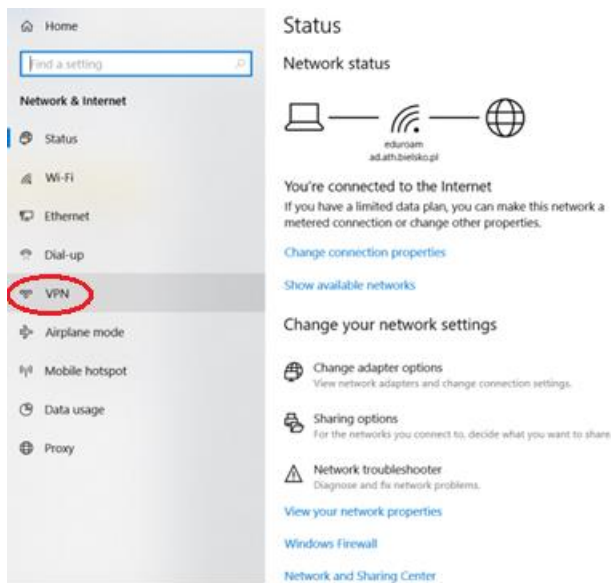 Home
Find a setting
Network & Internet
Status
Wi-Fi
Ethernet
Dial-up
VPN
Airplane mode
Mobile hotspot
Data usage
Proxy
Status
Network status
eduroam
ad.ath.bielsko.pl
You're connected to the Internet
If you have a limited data plan, you can make this network a
metered connection or change other properties.
Change connection properties
Show available networks
Change your network settings
Change adapter options
View network adapters and change connection settings.
Sharing options
For the networks you connect to, decide what you want to share.
Network troubleshooter
Diagnose and fix network problems.
View your network properties
Windows Firewall
Network and Sharing Center